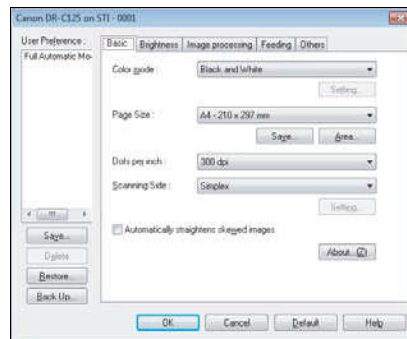 Canon DR-C125 on STI - 0001
User Preference :
Full Automatic Mo
Save...
Delete
Restore...
Back Up...
Basic
Brightness
Image processing
Feeding
Others
Color mode :
Black and White
Setting...
Page Size :
A4 - 210 x 297 mm
Save...
Area...
Dots per inch :
300 dpi
Scanning Side :
Simplex
Setting...
Automatically straightens skewed images
About...(Z)
OK
Cancel
Default
Help